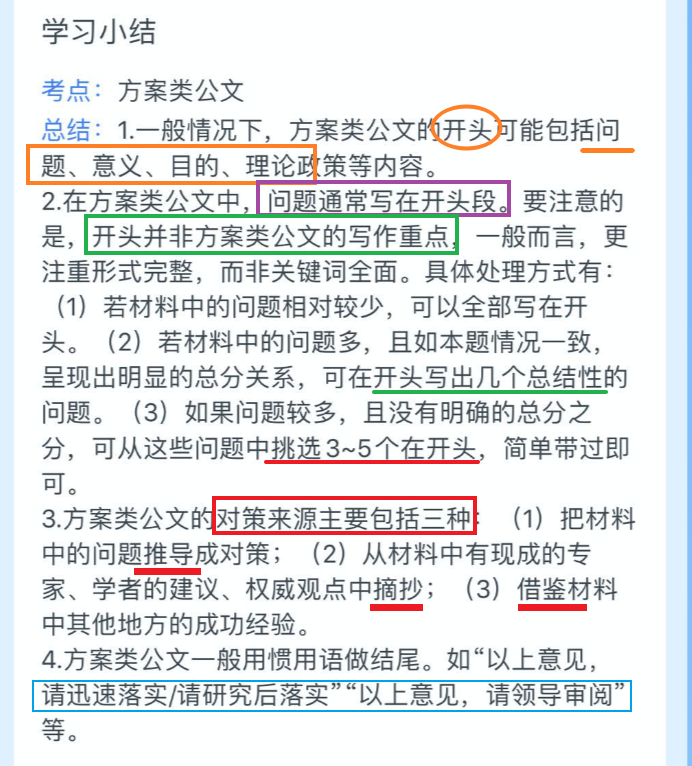 学习小结
考点：方案类公文
总结：1.一般情况下，方案类公文的开头可能包括问
题、意义、目的、理论政策等内容。
2.在方案类公文中，问题通常写在开头段。要注意的
是，开头并非方案类公文的写作重点，一般而言，更
注重形式完整，而非关键词全面。具体处理方式有：
（1）若材料中的问题相对较少，可以全部写在开
头。（2）若材料中的问题多，且如本题情况一致，
呈现出明显的总分关系，可在开头写出几个总结性的
问题。（3）如果问题较多，且没有明确的总分之
分，可从这些问题中挑选3~5个在开头，简单带过即
可。
3.方案类公文的对策来源主要包括三种：（1）把材料
中的问题推导成对策；（2）从材料中有现成的专
家、学者的建议、权威观点中摘抄；（3）借鉴材料
中其他地方的成功经验。
4.方案类公文一般用惯用语做结尾。如“以上意见，
请迅速落实/请研究后落实”“以上意见，请领导审阅”
等。